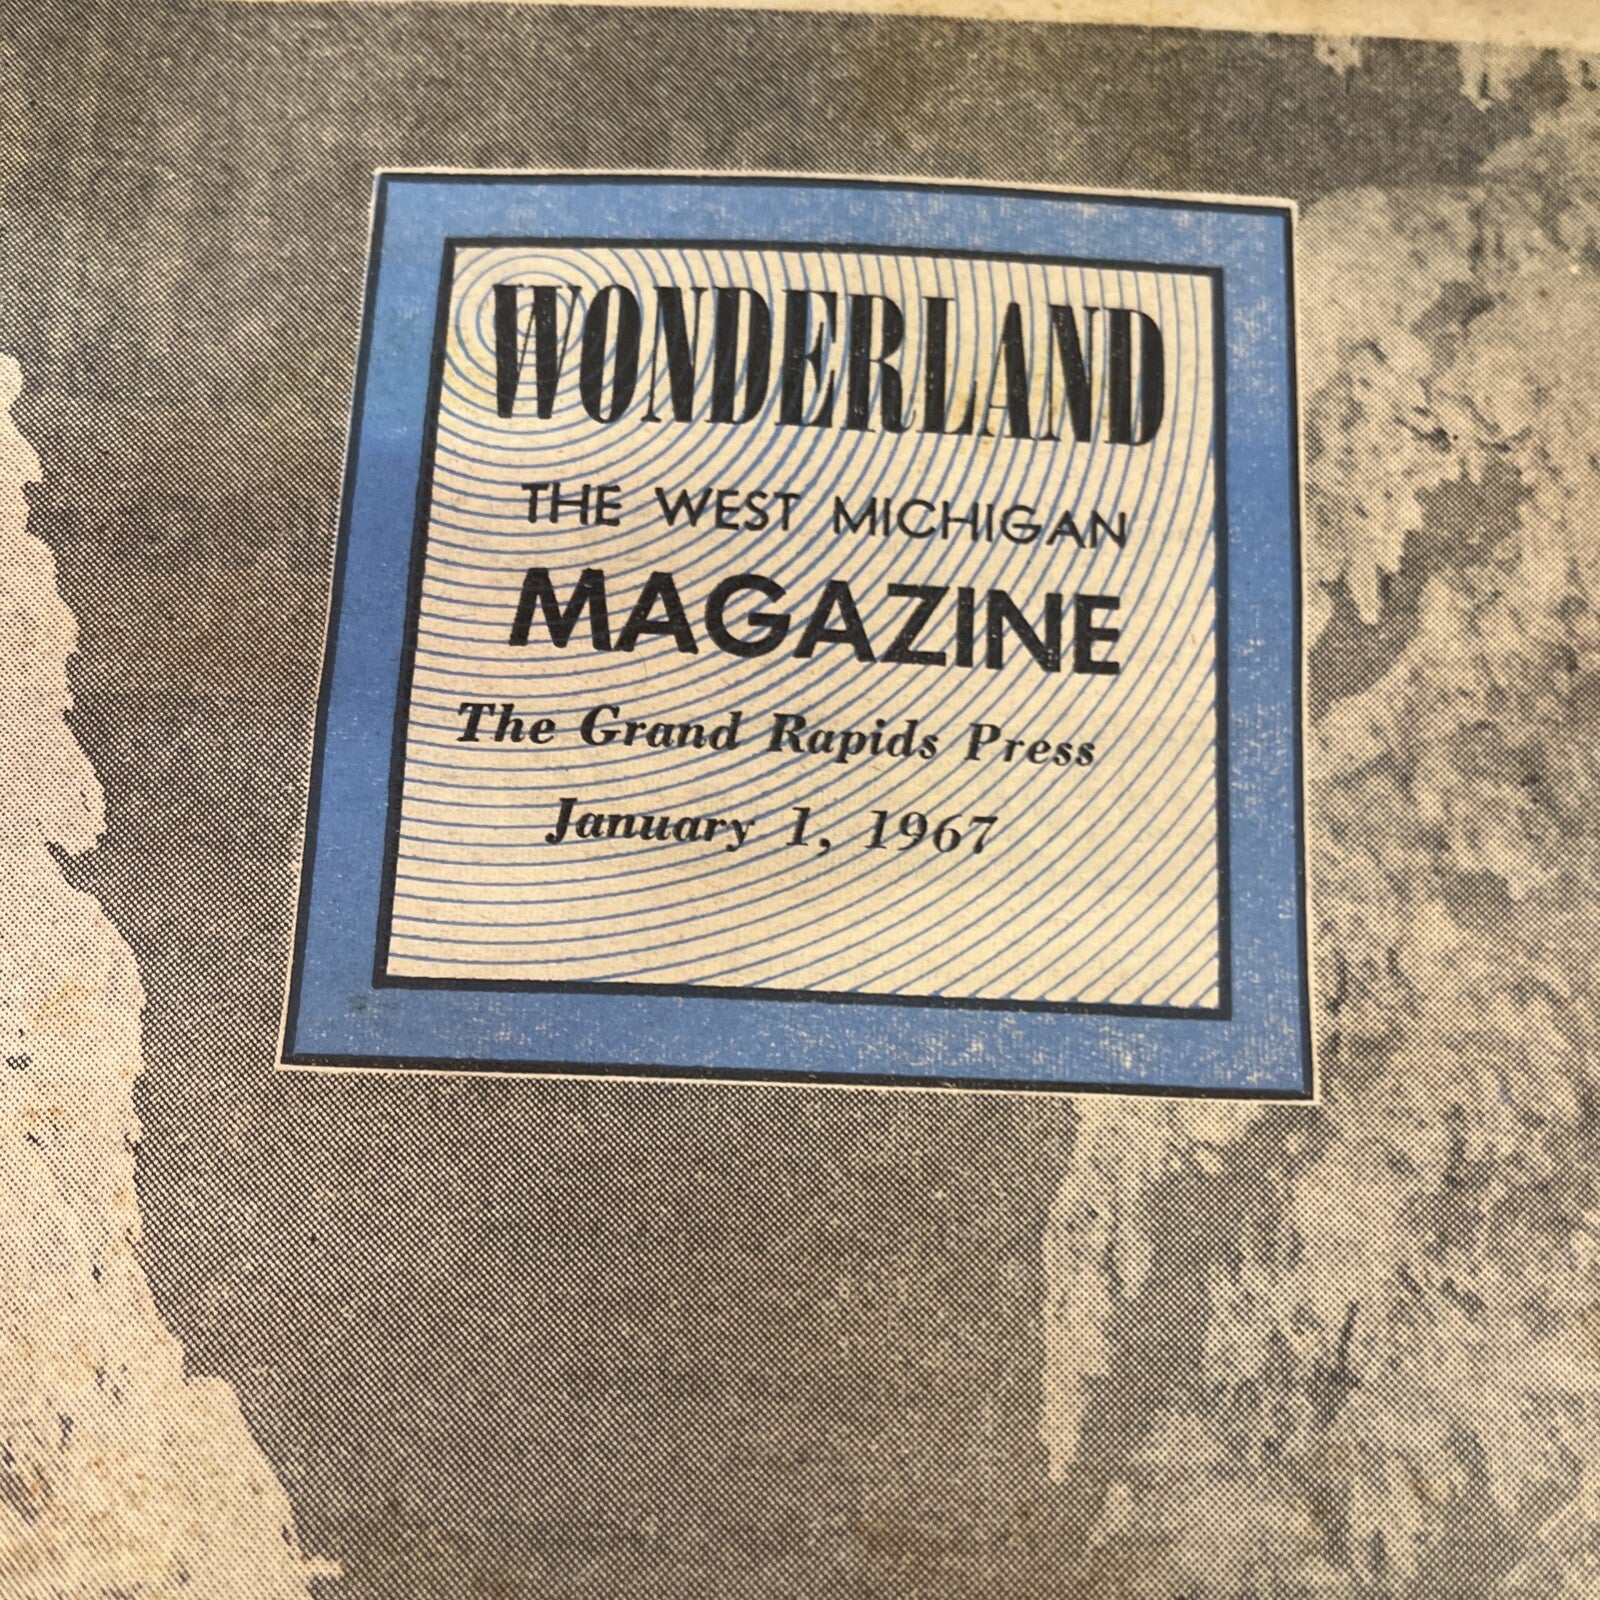 WONDERLAND
THE WEST MICHIGAN
MAGAZINE
The Grand Rapids Press
January 1, 1967